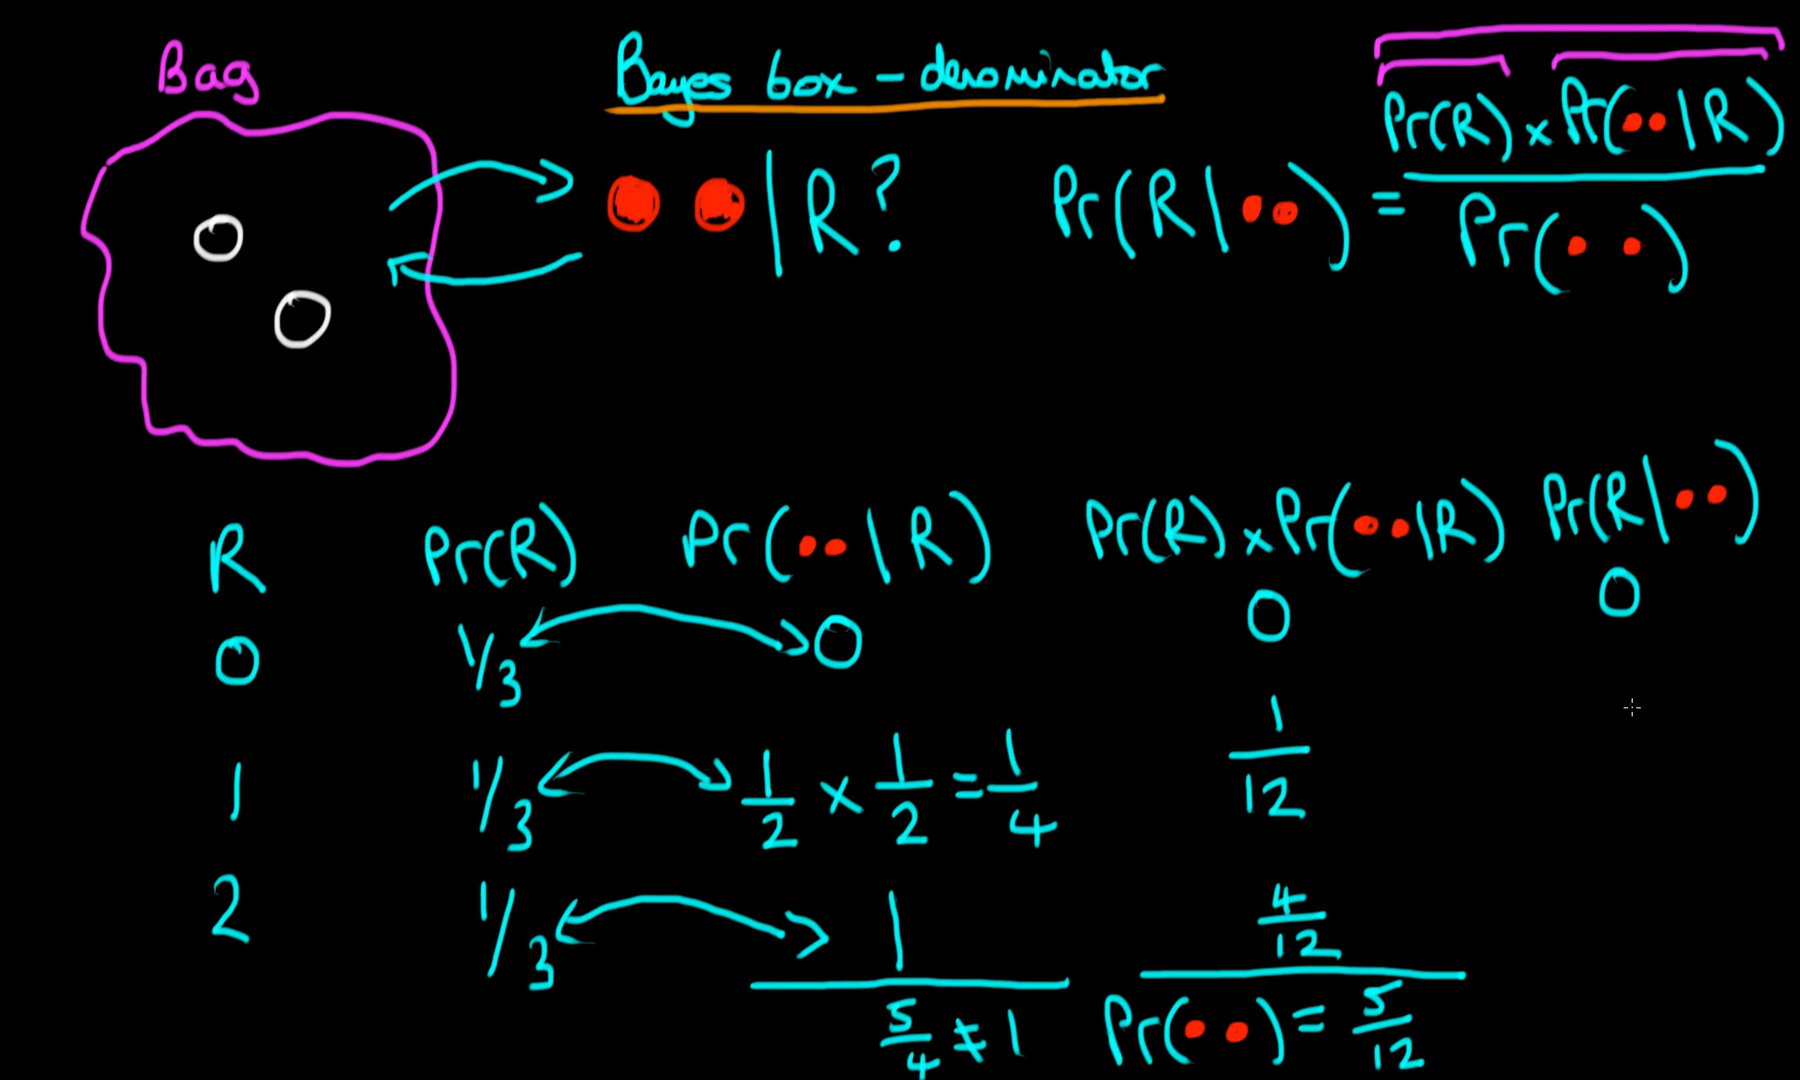 Bag
Bayes box - denominator
| R?
Pr(R|••) = Pr(R) x Pr(••|R)
Pr(• •)
R Pr(R) Pr(••|R) Pr(R) x Pr(••|R) Pr(R|••)
0 1/3 0 0 0
1 1/3 1/2 x 1/2 = 1/4 1/12
2 1/3 1 4/12
5/4 ≠ 1 Pr(• •) = 5/12